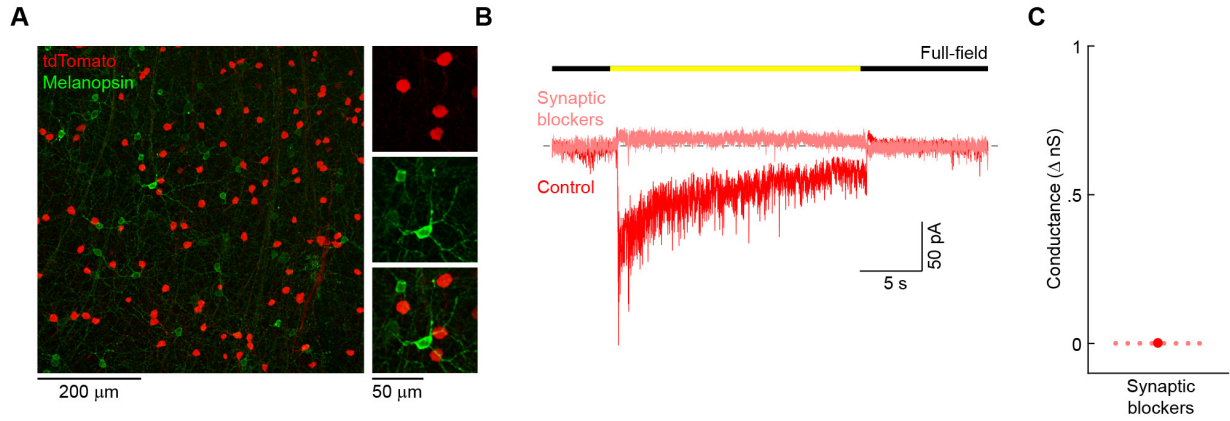 A
tdTomato
Melanopsin
200 μm
50 μm
B
Full-field
Synaptic
blockers
Control
50 pA
5 s
C
Conductance (Δ nS)
1
.5
0
Synaptic
blockers